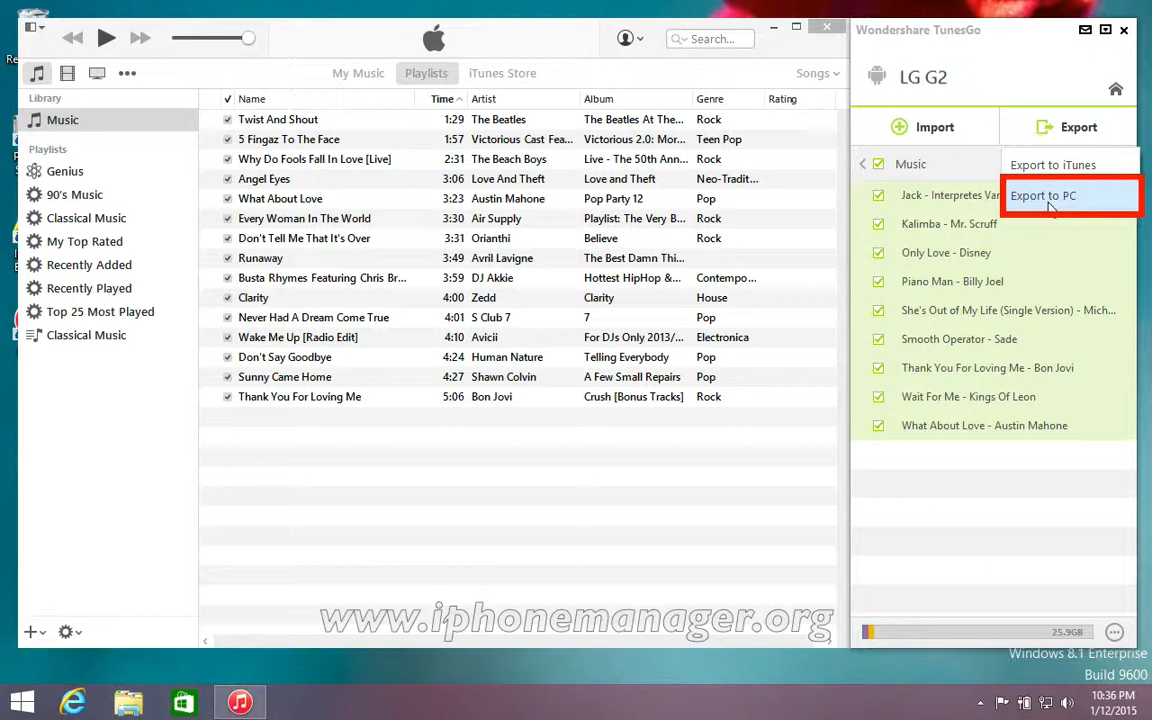 Search...
My Music Playlists iTunes Store Songs
Library
Music
Playlists
Genius
90's Music
Classical Music
My Top Rated
Recently Added
Recently Played
Top 25 Most Played
Classical Music
Name Time Artist Album Genre Rating
Twist And Shout 1:29 The Beatles The Beatles At The... Rock
5 Fingaz To The Face 1:57 Victorious Cast Fea... Victorious 2.0: Mor... Teen Pop
Why Do Fools Fall In Love [Live] 2:31 The Beach Boys Live - The 50th Ann... Rock
Angel Eyes 3:06 Love And Theft Love and Theft Neo-Tradit...
What About Love 3:23 Austin Mahone Pop Party 12 Pop
Every Woman In The World 3:29 Air Supply Playlist: The Very B... Rock
Don't Tell Me That It's Over 3:31 Orianthi Believe Rock
Runaway 3:49 Avril Lavigne The Best Damn Thi...
Busta Rhymes Featuring Chris Br... 3:59 DJ Akkie Hottest HipHop &... Contempo...
Clarity 4:00 Zedd Clarity House
Never Had A Dream Come True 4:01 S Club 7 7 Pop
Wake Me Up [Radio Edit] 4:10 Avicii For DJs Only 2013/... Electronica
Don't Say Goodbye 4:24 Human Nature Telling Everybody Pop
Sunny Came Home 4:27 Shawn Colvin A Few Small Repairs Pop
Thank You For Loving Me 5:06 Bon Jovi Crush [Bonus Tracks] Rock
www.iphonemanager.org
Wondershare TunesGo
LG G2
Import Export
Music
Export to iTunes
Export to PC
Jack - Interpretes Var
Kalimba - Mr. Scruff
Only Love - Disney
Piano Man - Billy Joel
She's Out of My Life (Single Version) - Mich...
Smooth Operator - Sade
Thank You For Loving Me - Bon Jovi
Wait For Me - Kings Of Leon
What About Love - Austin Mahone
25.9GB
Windows 8.1 Enterprise
Build 9600
10:36 PM
1/12/2015